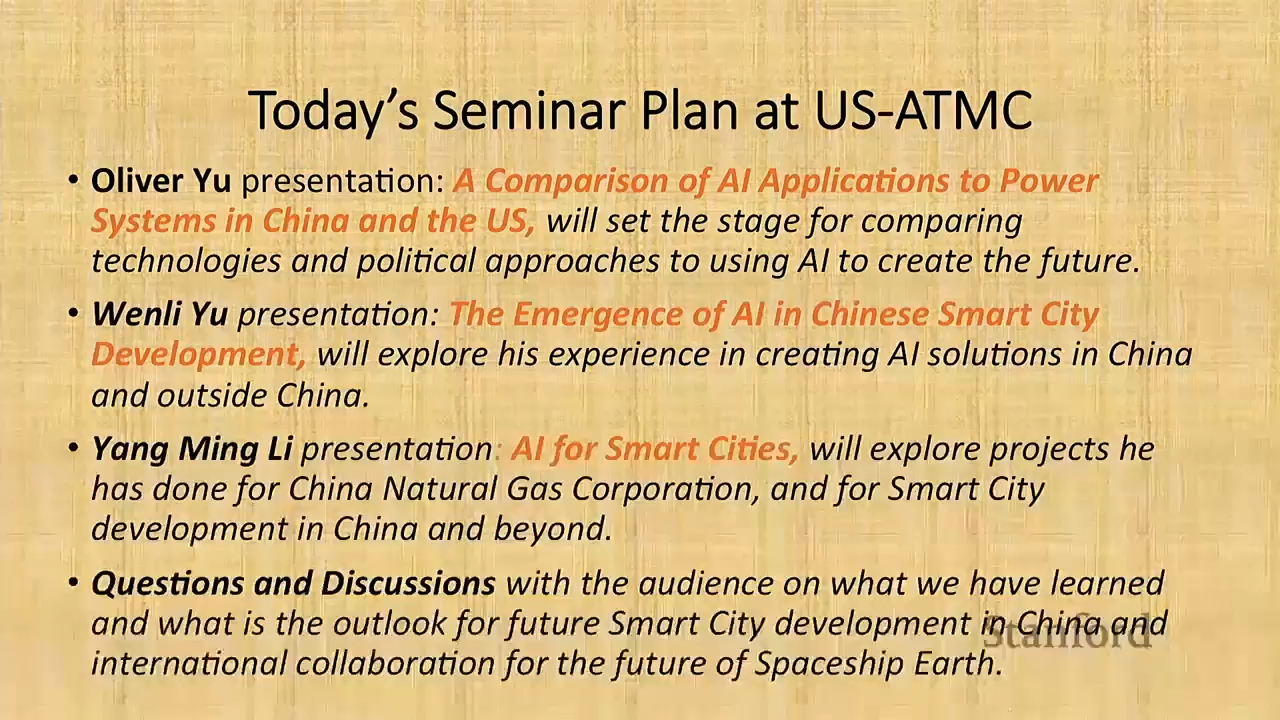 Today's Seminar Plan at US-ATMC
• Oliver Yu presentation: A Comparison of AI Applications to Power
Systems in China and the US, will set the stage for comparing
technologies and political approaches to using AI to create the future.
• Wenli Yu presentation: The Emergence of AI in Chinese Smart City
Development, will explore his experience in creating AI solutions in China
and outside China.
• Yang Ming Li presentation: AI for Smart Cities, will explore projects he
has done for China Natural Gas Corporation, and for Smart City
development in China and beyond.
• Questions and Discussions with the audience on what we have learned
and what is the outlook for future Smart City development in China and
international collaboration for the future of Spaceship Earth.
Stanford